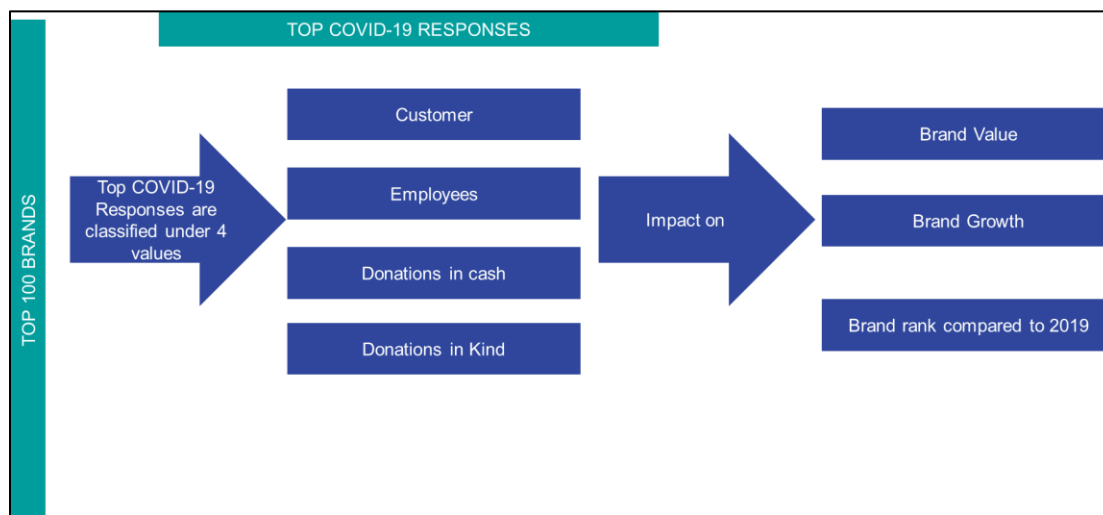 TOP COVID-19 RESPONSES
TOP 100 BRANDS
Top COVID-19
Responses are
classified under 4
values
Customer
Employees
Donations in cash
Donations in Kind
Impact on
Brand Value
Brand Growth
Brand rank compared to 2019